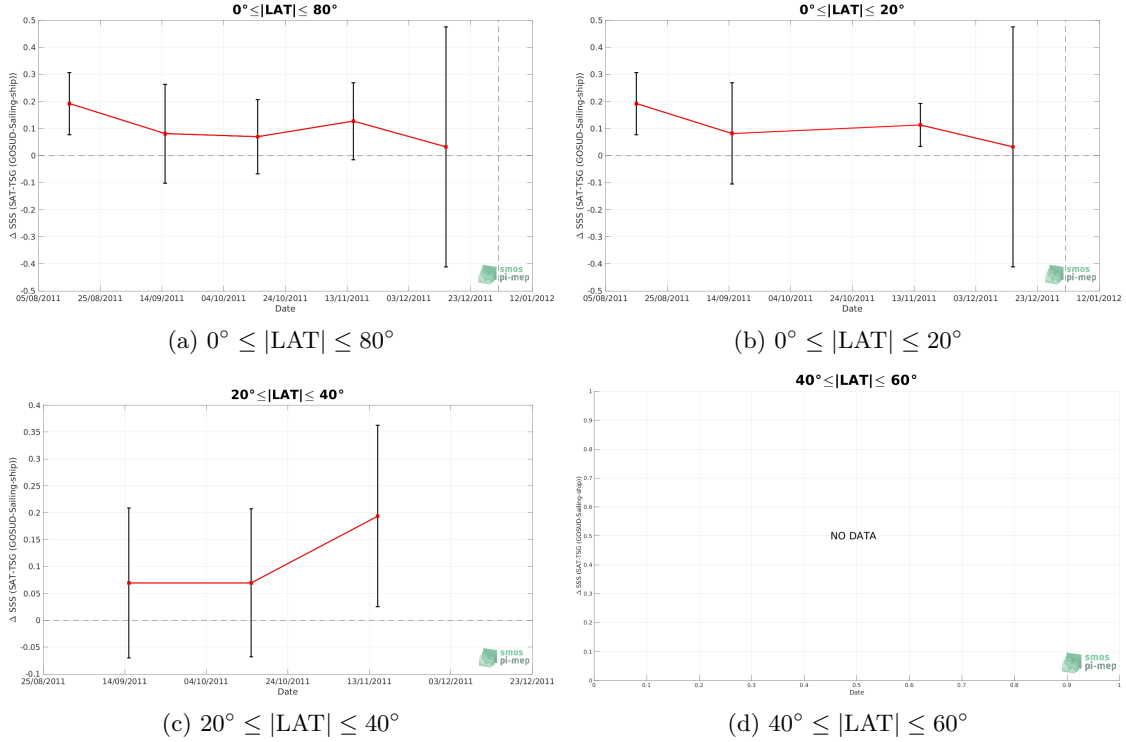 0°≤|LAT|≤ 80°
0.5
0.4
0.3
0.2
0.1
0
-0.1
-0.2
-0.3
-0.4
-0.5
Δ SSS (SAT-TSG (GOSUD-Sailing-ship))
05/08/2011 25/08/2011 14/09/2011 04/10/2011 24/10/2011 13/11/2011 03/12/2011 23/12/2011 12/01/2012
Date
smos
pi-mep
(a) 0° ≤ |LAT| ≤ 80°
0°≤|LAT|≤ 20°
0.5
0.4
0.3
0.2
0.1
0
-0.1
-0.2
-0.3
-0.4
-0.5
Δ SSS (SAT-TSG (GOSUD-Sailing-ship))
05/08/2011 25/08/2011 14/09/2011 04/10/2011 24/10/2011 13/11/2011 03/12/2011 23/12/2011 12/01/2012
Date
smos
pi-mep
(b) 0° ≤ |LAT| ≤ 20°
20°≤|LAT|≤ 40°
0.4
0.35
0.3
0.25
0.2
0.15
0.1
0.05
0
-0.05
-0.1
Δ SSS (SAT-TSG (GOSUD-Sailing-ship))
25/08/2011 14/09/2011 04/10/2011 24/10/2011 13/11/2011 03/12/2011 23/12/2011
Date
smos
pi-mep
(c) 20° ≤ |LAT| ≤ 40°
40°≤|LAT|≤ 60°
1
0.9
0.8
0.7
0.6
0.5
0.4
0.3
0.2
0.1
0
Δ SSS (SAT-TSG (GOSUD-Sailing-ship))
NO DATA
0 0.1 0.2 0.3 0.4 0.5 0.6 0.7 0.8 0.9 1
Date
smos
pi-mep
(d) 40° ≤ |LAT| ≤ 60°